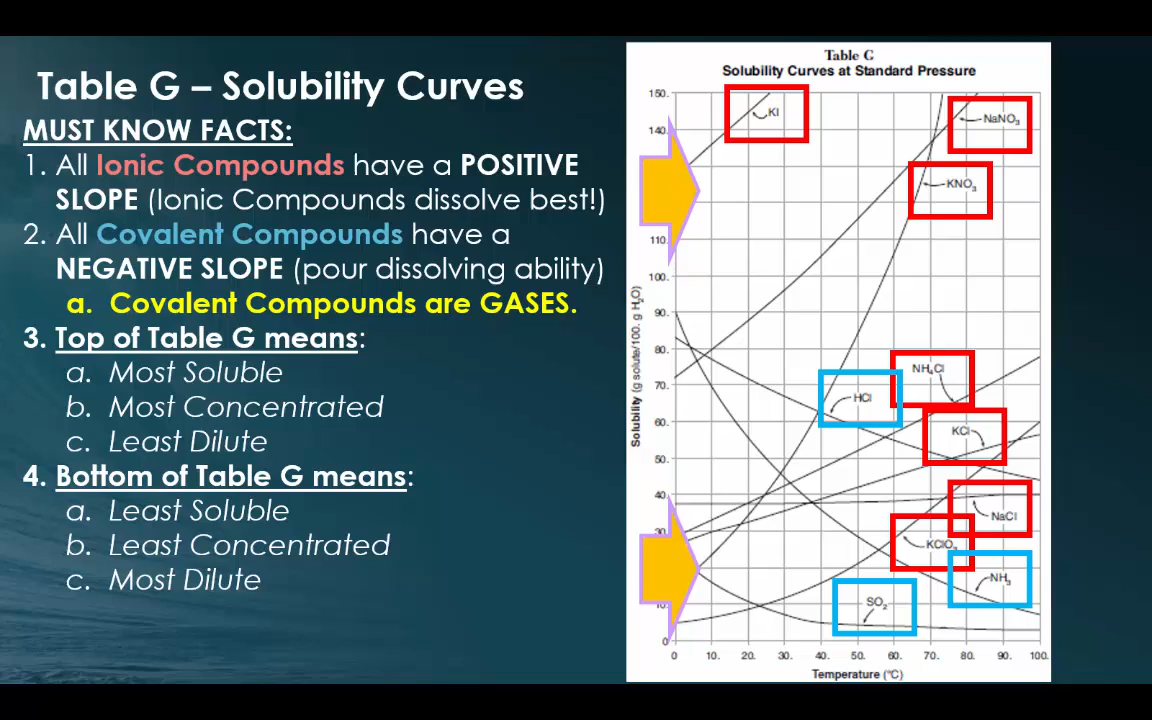 Table G – Solubility Curves
MUST KNOW FACTS:
1. All Ionic Compounds have a POSITIVE
SLOPE (Ionic Compounds dissolve best!)
2. All Covalent Compounds have a
NEGATIVE SLOPE (pour dissolving ability)
a. Covalent Compounds are GASES.
3. Top of Table G means:
a. Most Soluble
b. Most Concentrated
c. Least Dilute
4. Bottom of Table G means:
a. Least Soluble
b. Least Concentrated
c. Most Dilute
Table G
Solubility Curves at Standard Pressure
150.
140.
110.
100.
90.
80.
70.
60.
50.
40.
30.
10.
0
Solubility (g solute/100. g H₂O)
KI
NaNO₃
KNO₃
NH₄Cl
HCl
KCl
NaCl
KClO₃
NH₃
SO₂
0 10. 20. 30. 40. 50. 60. 70. 80. 90. 100.
Temperature (°C)